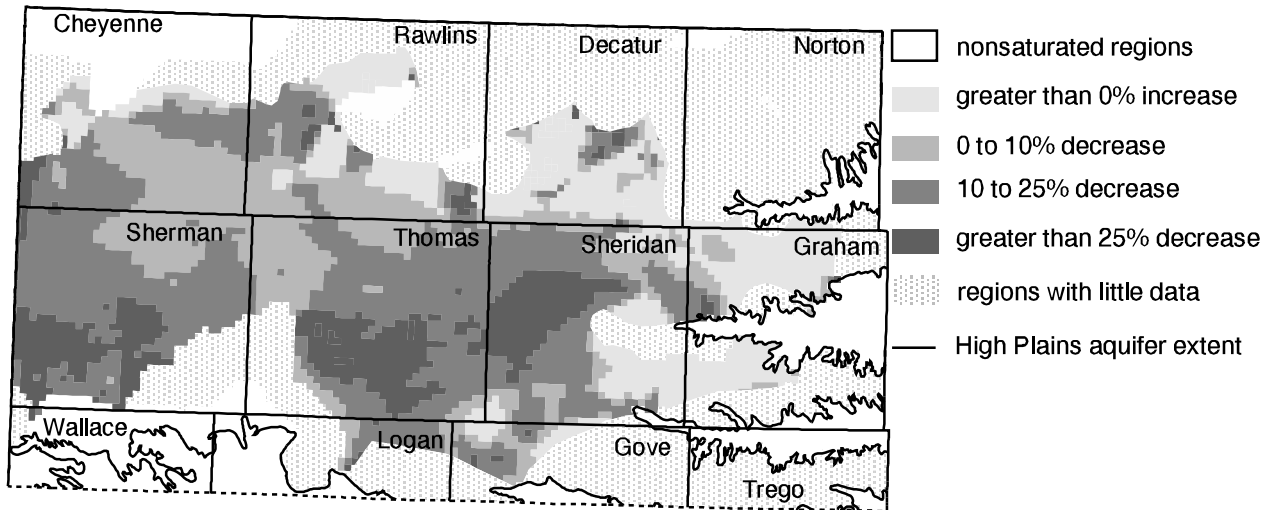 Cheyenne
Rawlins
Decatur
Norton
Sherman
Thomas
Sheridan
Graham
Wallace
Logan
Gove
Trego
nonsaturated regions
greater than 0% increase
0 to 10% decrease
10 to 25% decrease
greater than 25% decrease
regions with little data
High Plains aquifer extent